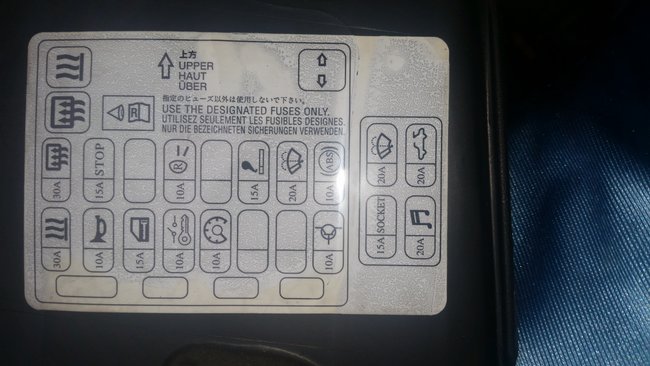 上方
UPPER
HAUT
ÜBER
指定のヒューズ以外は使用しないで下さい。
USE THE DESIGNATED FUSES ONLY.
UTILISEZ SEULEMENT LES FUSIBLES DESIGNES.
NUR DIE BEZEICHNETEN SICHERUNGEN VERWENDEN.
R
30A
15A STOP
R
10A
15A
20A
ABS
10A
30A
10A
15A
10A
10A
10A
20A
20A
15A SOCKET
20A